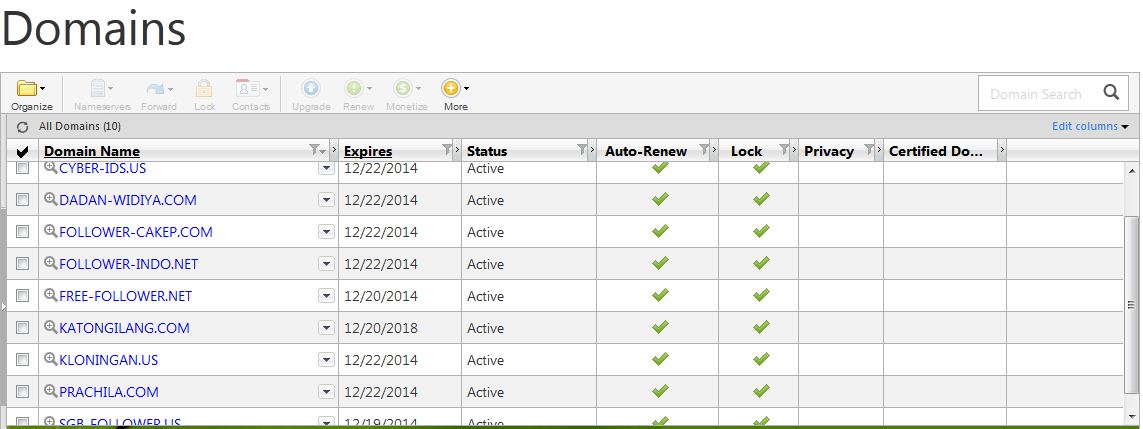 Domains
Organize Nameservers Forward Lock Contacts Upgrade Renew Monetize More Domain Search
All Domains (10) Edit columns
Domain Name Expires Status Auto-Renew Lock Privacy Certified Do...
CYBER-IDS.US 12/22/2014 Active
DADAN-WIDIYA.COM 12/22/2014 Active
FOLLOWER-CAKEP.COM 12/22/2014 Active
FOLLOWER-INDO.NET 12/22/2014 Active
FREE-FOLLOWER.NET 12/20/2014 Active
KATONGILANG.COM 12/20/2018 Active
KLONINGAN.US 12/22/2014 Active
PRACHILA.COM 12/22/2014 Active
SGB-FOLLOWER.US 12/19/2014 Active